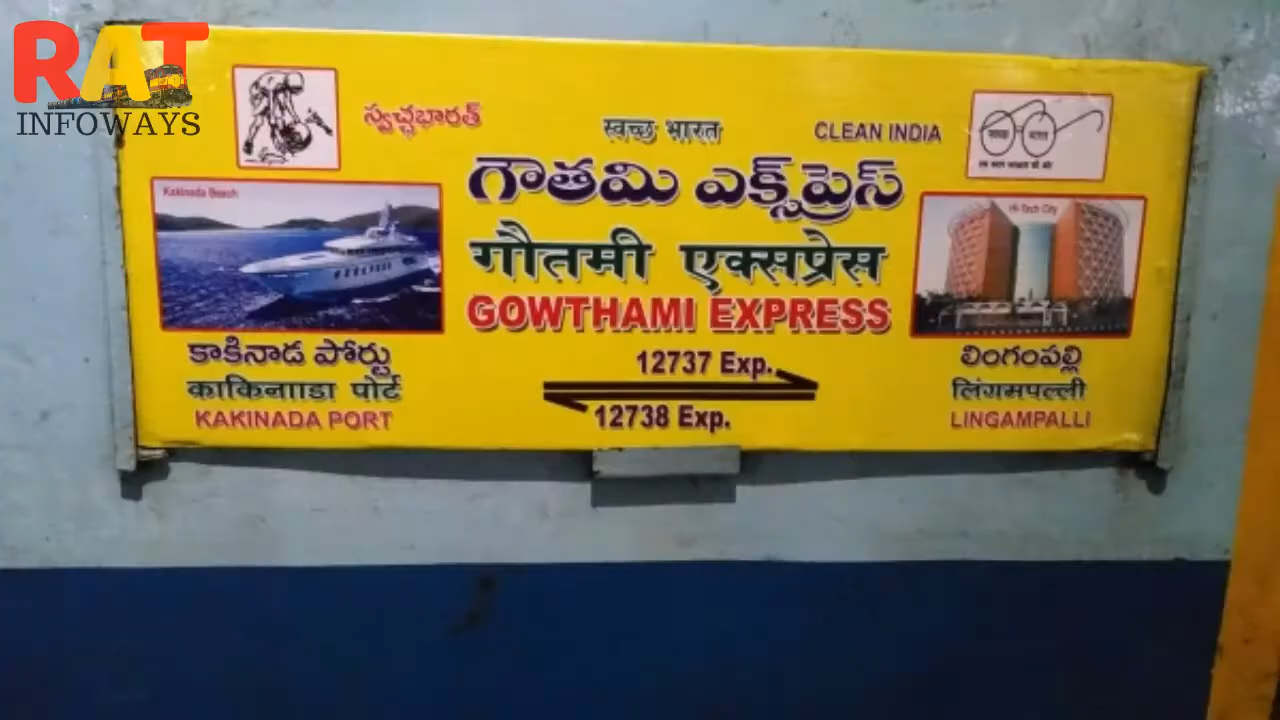 RAT
INFOWAYS
స్వచ్ఛభారత్
स्वच्छ भारत
CLEAN INDIA
Kakinada Beach
గౌతమి ఎక్స్‌ప్రెస్
गौतमी एक्सप्रेस
GOWTHAMI EXPRESS
Hi-Tech City
కాకినాడ పోర్టు
काकिनााडा पोर्ट
KAKINADA PORT
12737 Exp.
12738 Exp.
లింగంపల్లి
लिंगमपल्ली
LINGAMPALLI